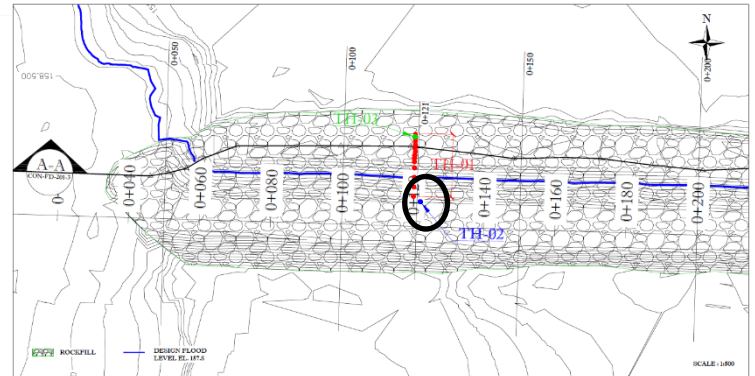 N
0+050
0+100
0+150
0+200
158.500
0+121
TH-03
TH-01
A-A
CON-FD-201-3
0+040
0+060
0+080
0+100
0+140
0+160
0+180
0+200
TH-02
ROCKFILL
DESIGN FLOOD
LEVEL EL. 187.8
SCALE : 1:800